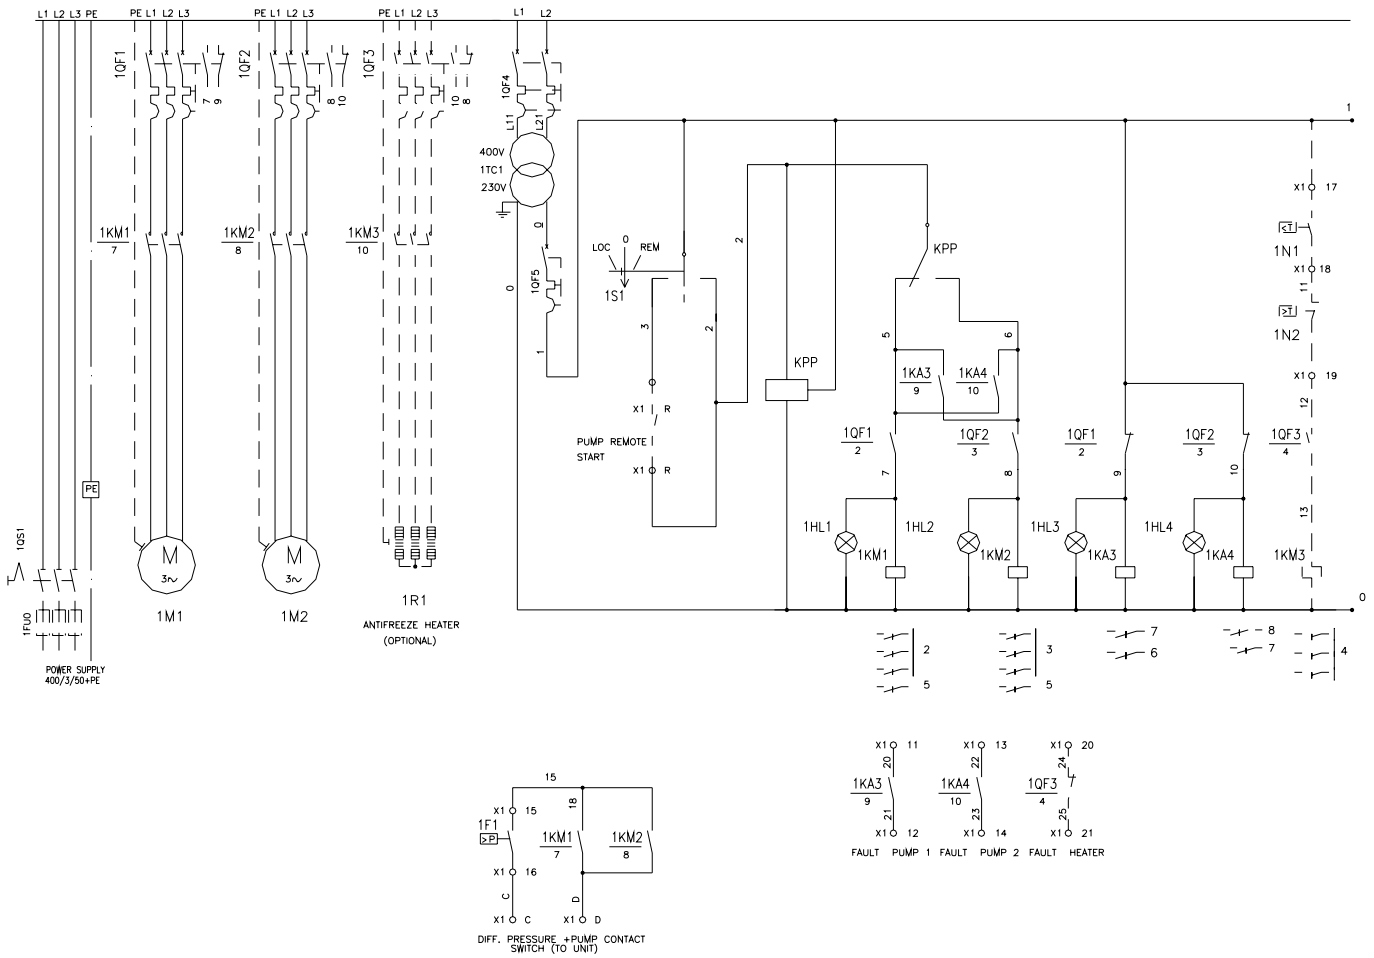 L1 L2 L3 PE
PE L1 L2 L3
PE L1 L2 L3
PE L1 L2 L3
L1 L2
1QF1
7 9
1QF2
8 10
1QF3
10 8
1QF4
L11 L21
400V
1TC1
230V
0
1QF5
0
1
1
1KM1
7
1KM2
8
1KM3
10
LOC 0 REM
1S1
3
2
2
X1 R
PUMP REMOTE
START
X1 R
KPP
KPP
5
6
1KA3
9
1KA4
10
X1 17
<T
1N1
X1 18
11
>T
1N2
X1 19
12
1QF1
2
1QF2
3
1QF1
2
1QF2
3
1QF3
4
7
8
9
10
13
1HL1
1HL2
1HL3
1HL4
1KM1
1KM2
1KA3
1KA4
1KM3
0
PE
1QS1
1FU0
POWER SUPPLY
400/3/50+PE
M
3~
1M1
M
3~
1M2
1R1
ANTIFREEZE HEATER
(OPTIONAL)
2
5
3
5
7
6
8
7
4
X1 11
20
1KA3
9
21
X1 12
FAULT PUMP 1
X1 13
22
1KA4
10
23
X1 14
FAULT PUMP 2
X1 20
24
1QF3
4
25
X1 21
FAULT HEATER
15
X1 15
1F1
>P
X1 16
C
X1 C
18
1KM1
7
1KM2
8
D
X1 D
DIFF. PRESSURE +PUMP CONTACT
SWITCH (TO UNIT)